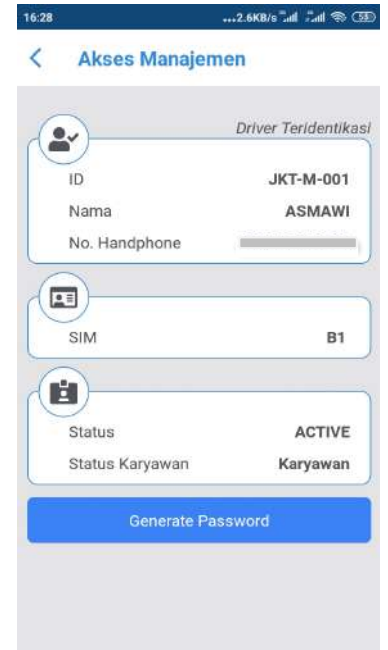 16:28 ...2.6KB/s 59
Akses Manajemen
Driver Teridentikasi
ID JKT-M-001
Nama ASMAWI
No. Handphone
SIM B1
Status ACTIVE
Status Karyawan Karyawan
Generate Password